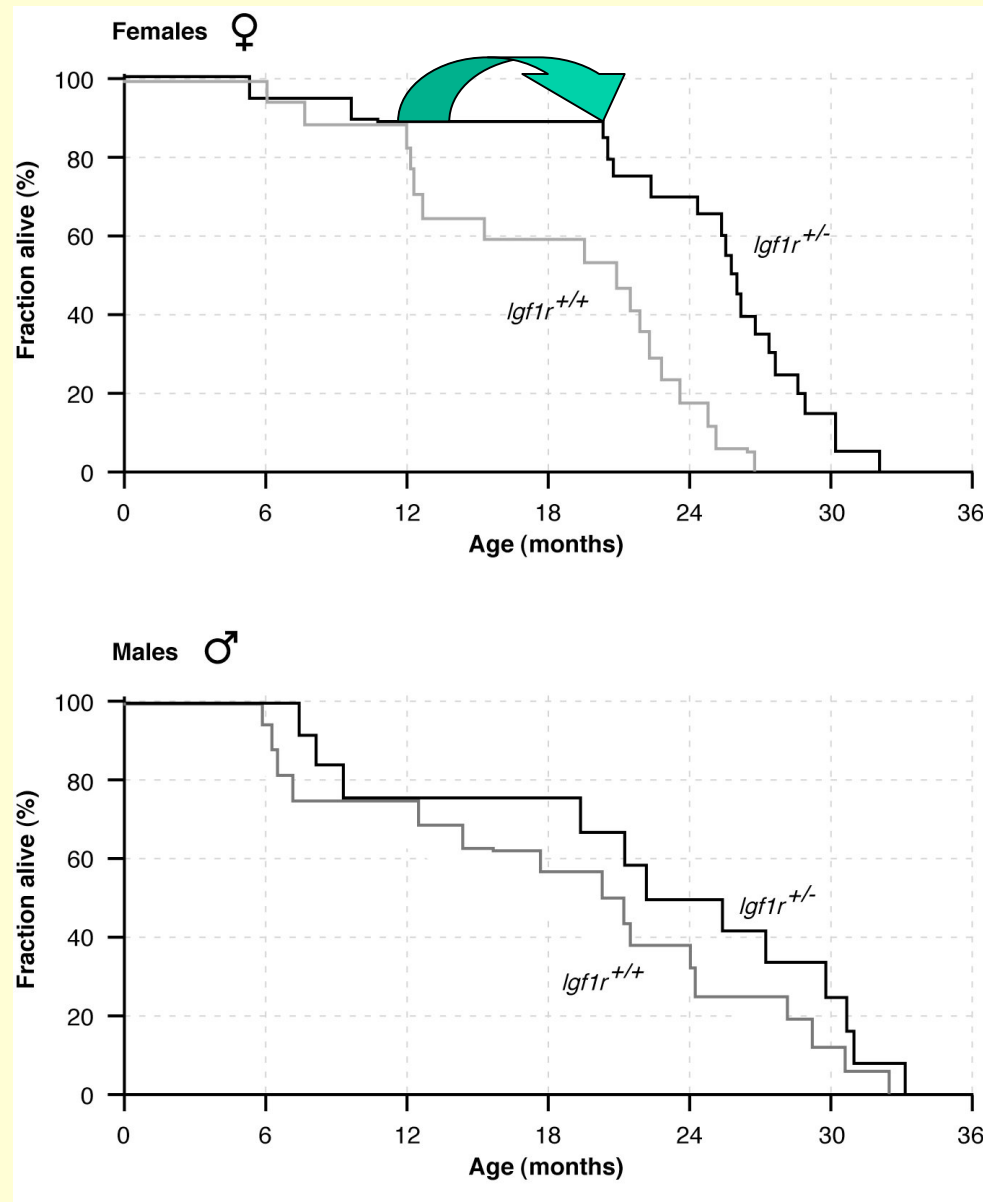 Females ♀
100
80
60
40
20
0
Fraction alive (%)
Igf1r+/-
Igf1r+/+
0 6 12 18 24 30 36
Age (months)
Males ♂
100
80
60
40
20
0
Fraction alive (%)
Igf1r+/-
Igf1r+/+
0 6 12 18 24 30 36
Age (months)